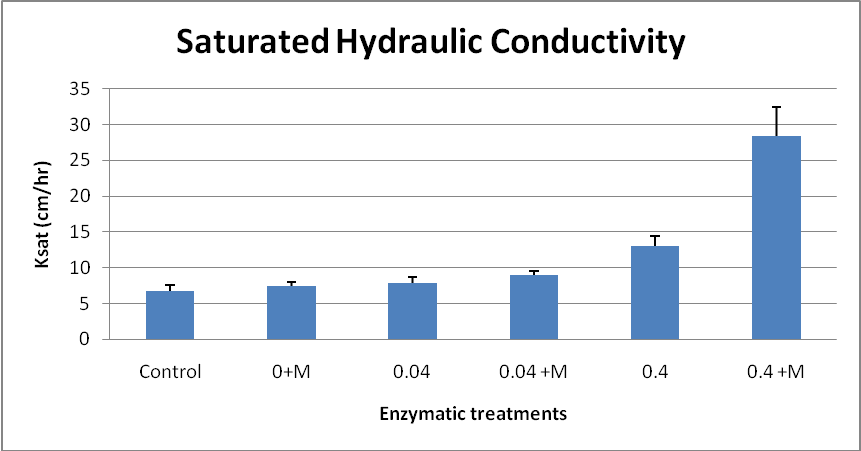 Saturated Hydraulic Conductivity
35
30
25
20
15
10
5
0
Ksat (cm/hr)
Control 0+M 0.04 0.04 +M 0.4 0.4 +M
Enzymatic treatments